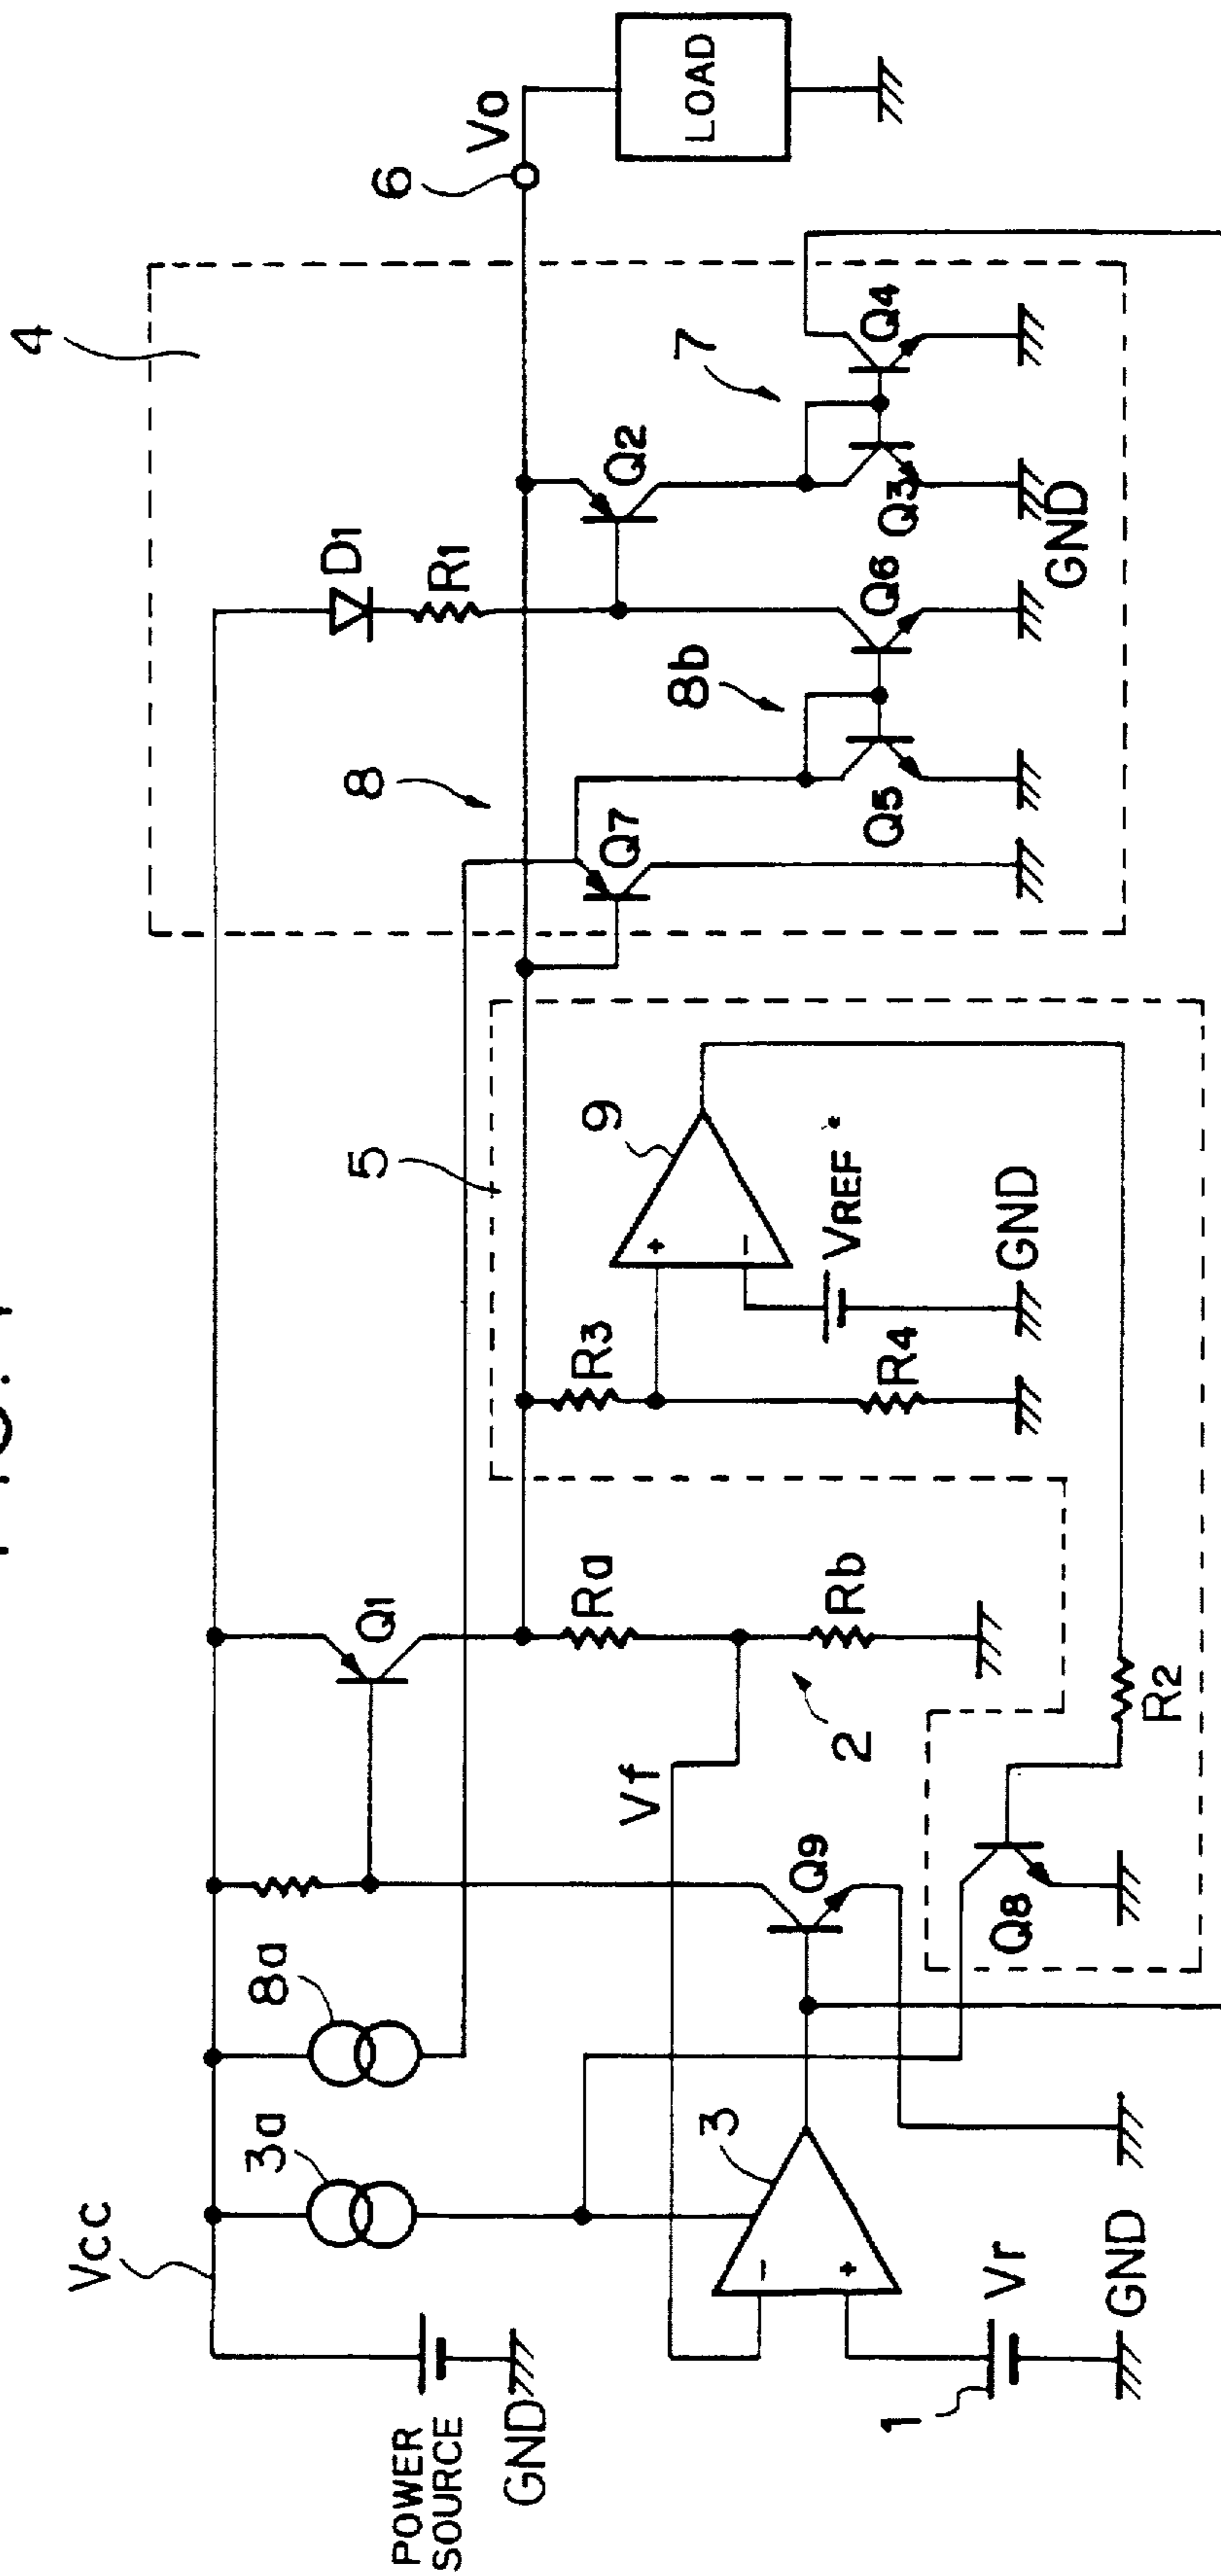 4
6
Vo
LOAD
D1
R1
Q2
7
Q4
Q3
GND
Q6
8b
8
Q7
Q5
5
9
+
−
VREF
R3
R4
GND
Q1
Ra
Rb
2
Vf
R2
Q9
Q8
8a
3a
3
−
+
Vcc
POWER
SOURCE
GND
1
Vr
GND